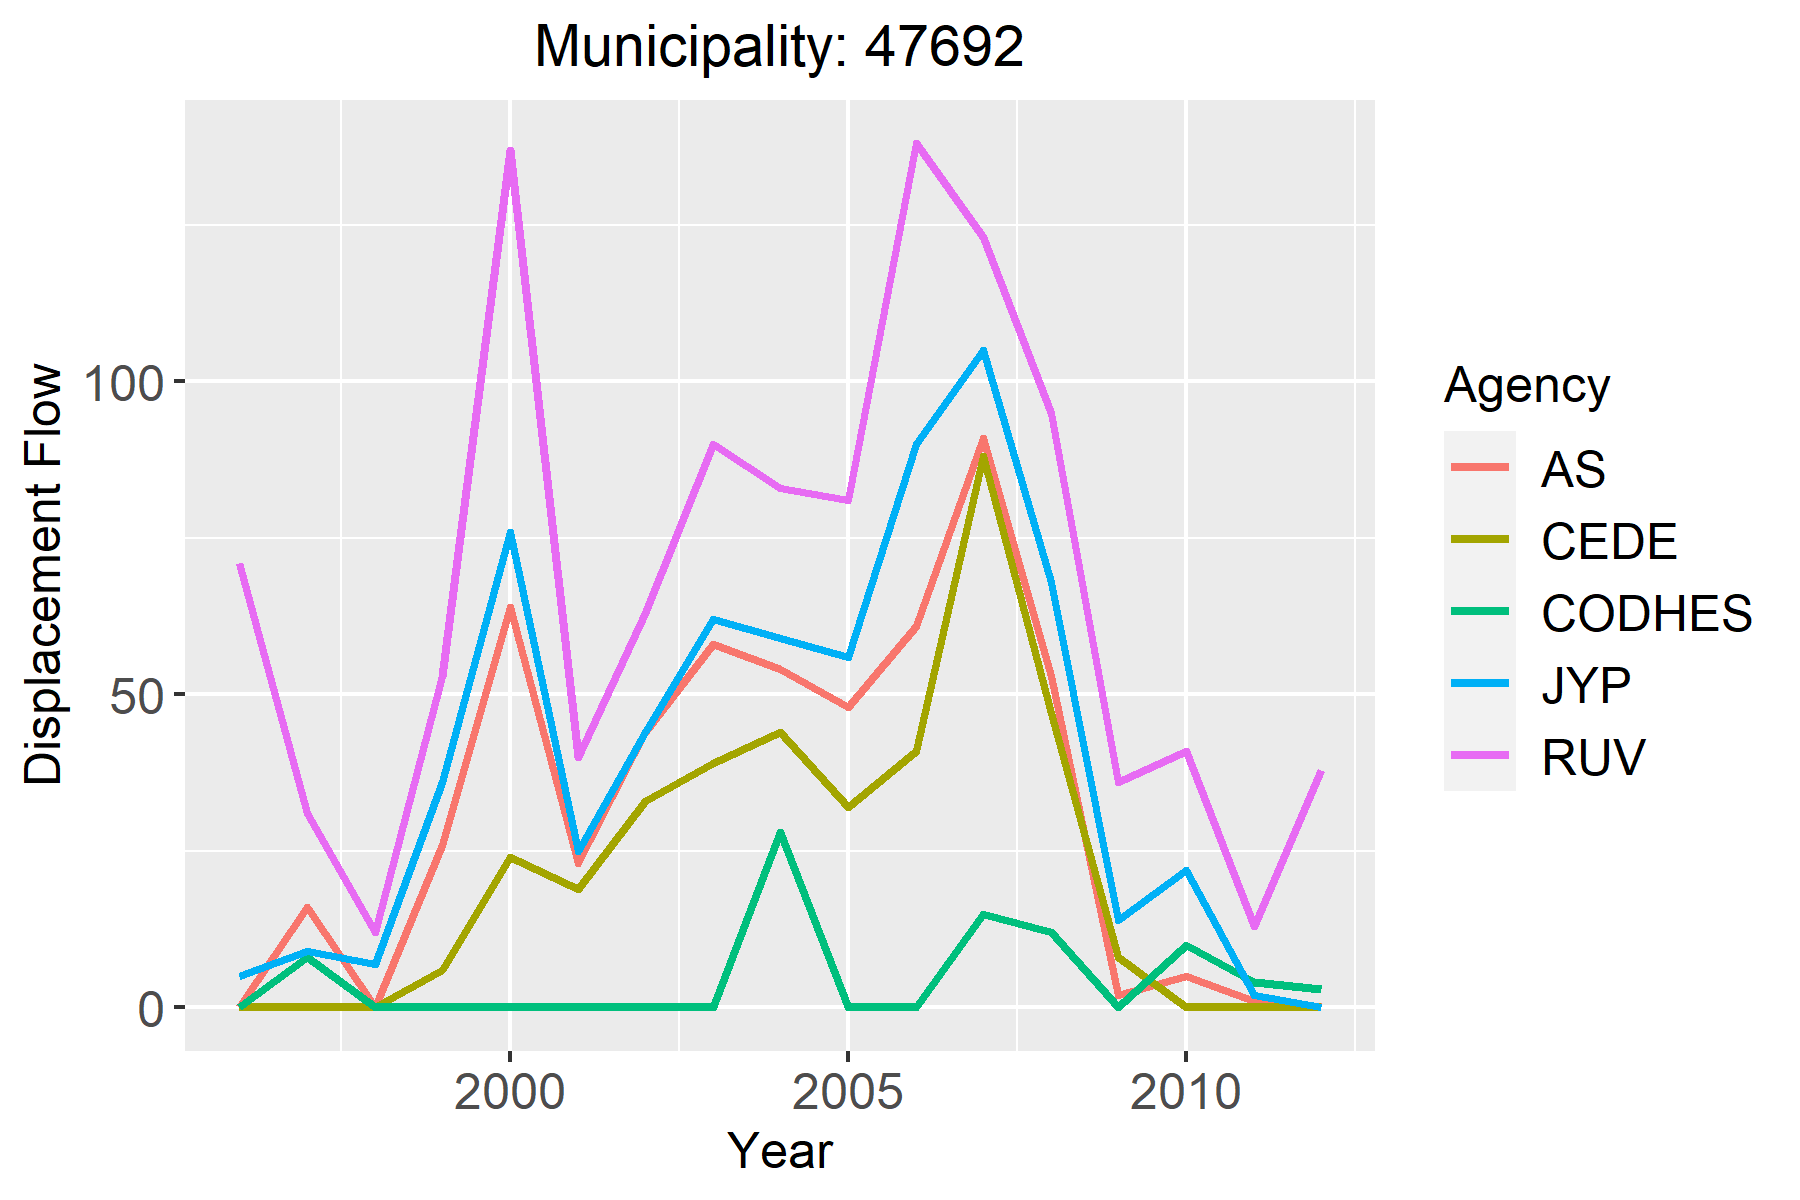 Municipality: 47692
Displacement Flow
100
50
0
2000 2005 2010
Year
Agency
AS
CEDE
CODHES
JYP
RUV